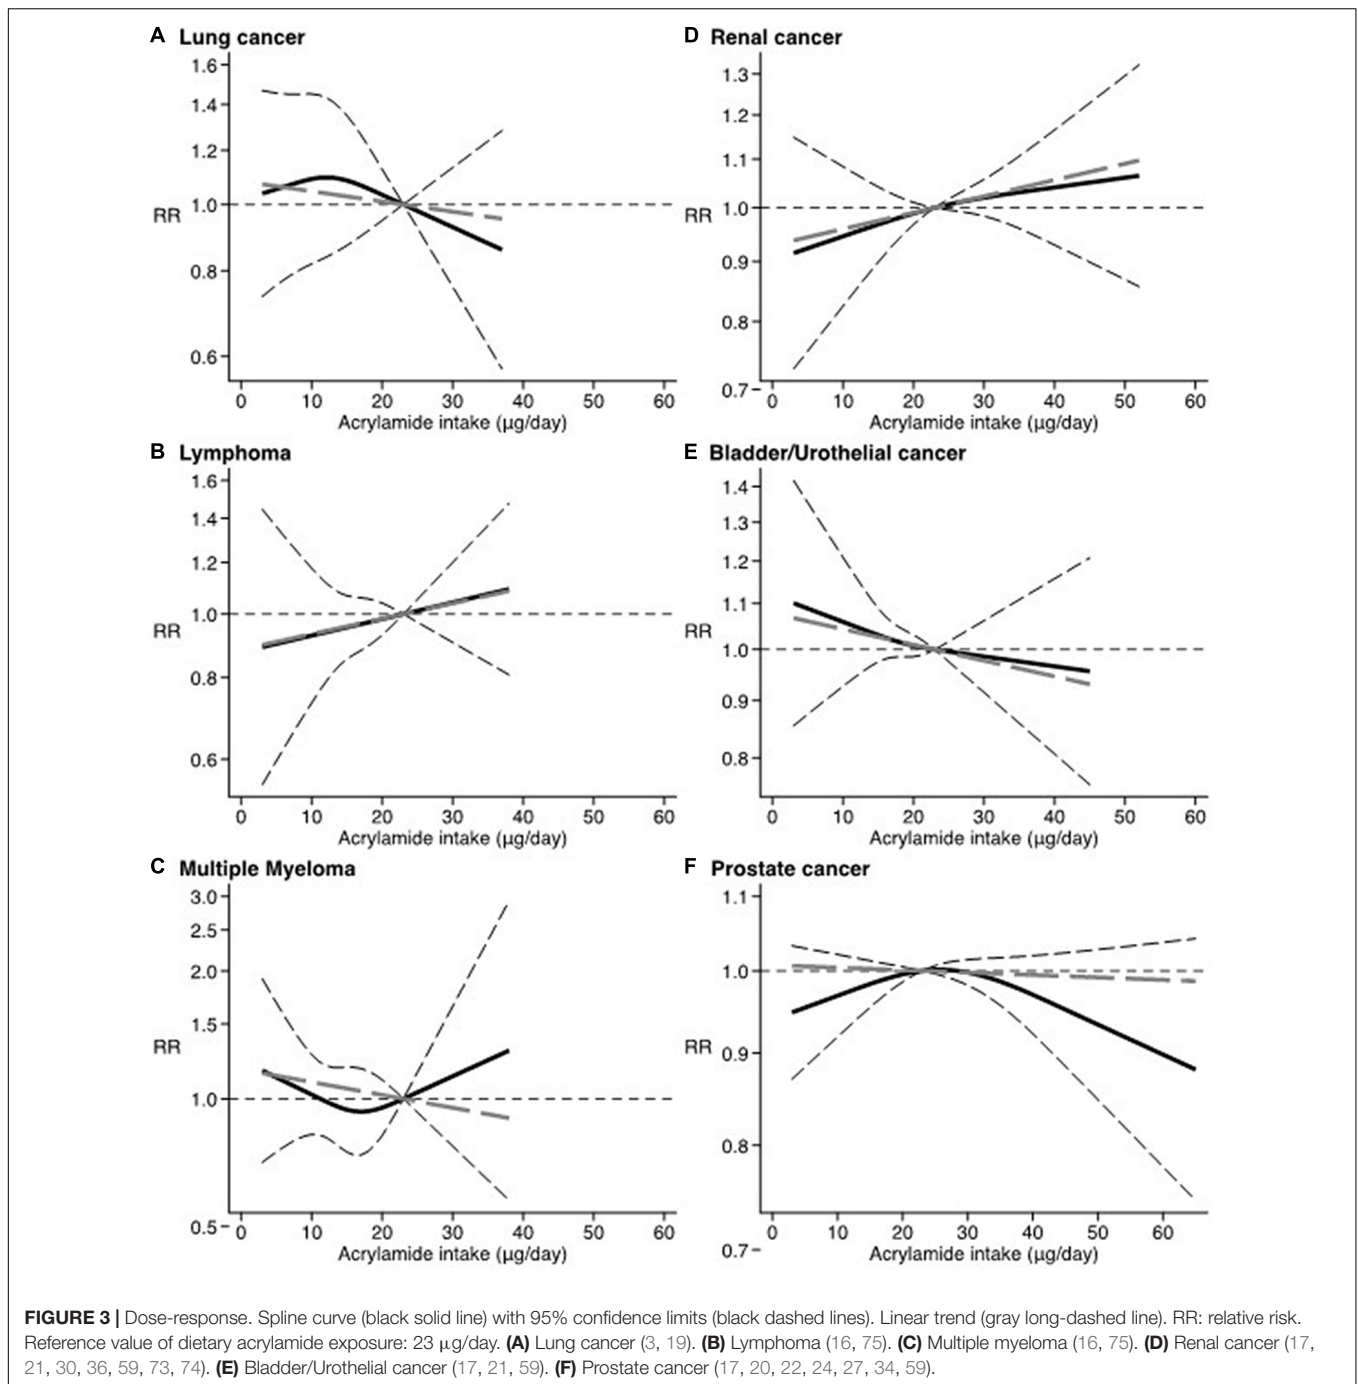 A Lung cancer
1.6
1.4
1.2
1.0
RR
0.8
0.6
0 10 20 30 40 50 60
Acrylamide intake (µg/day)
D Renal cancer
1.3
1.2
1.1
1.0
RR
0.9
0.8
0.7
0 10 20 30 40 50 60
Acrylamide intake (µg/day)
B Lymphoma
1.6
1.4
1.2
1.0
RR
0.8
0.6
0 10 20 30 40 50 60
Acrylamide intake (µg/day)
E Bladder/Urothelial cancer
1.4
1.3
1.2
1.1
1.0
RR
0.9
0.8
0 10 20 30 40 50 60
Acrylamide intake (µg/day)
C Multiple Myeloma
3.0
2.5
2.0
1.5
RR
1.0
0.5
0 10 20 30 40 50 60
Acrylamide intake (µg/day)
F Prostate cancer
1.1
1.0
RR
0.9
0.8
0.7
0 10 20 30 40 50 60
Acrylamide intake (µg/day)
FIGURE 3 | Dose-response. Spline curve (black solid line) with 95% confidence limits (black dashed lines). Linear trend (gray long-dashed line). RR: relative risk.
Reference value of dietary acrylamide exposure: 23 µg/day. (A) Lung cancer (3, 19). (B) Lymphoma (16, 75). (C) Multiple myeloma (16, 75). (D) Renal cancer (17,
21, 30, 36, 59, 73, 74). (E) Bladder/Urothelial cancer (17, 21, 59). (F) Prostate cancer (17, 20, 22, 24, 27, 34, 59).